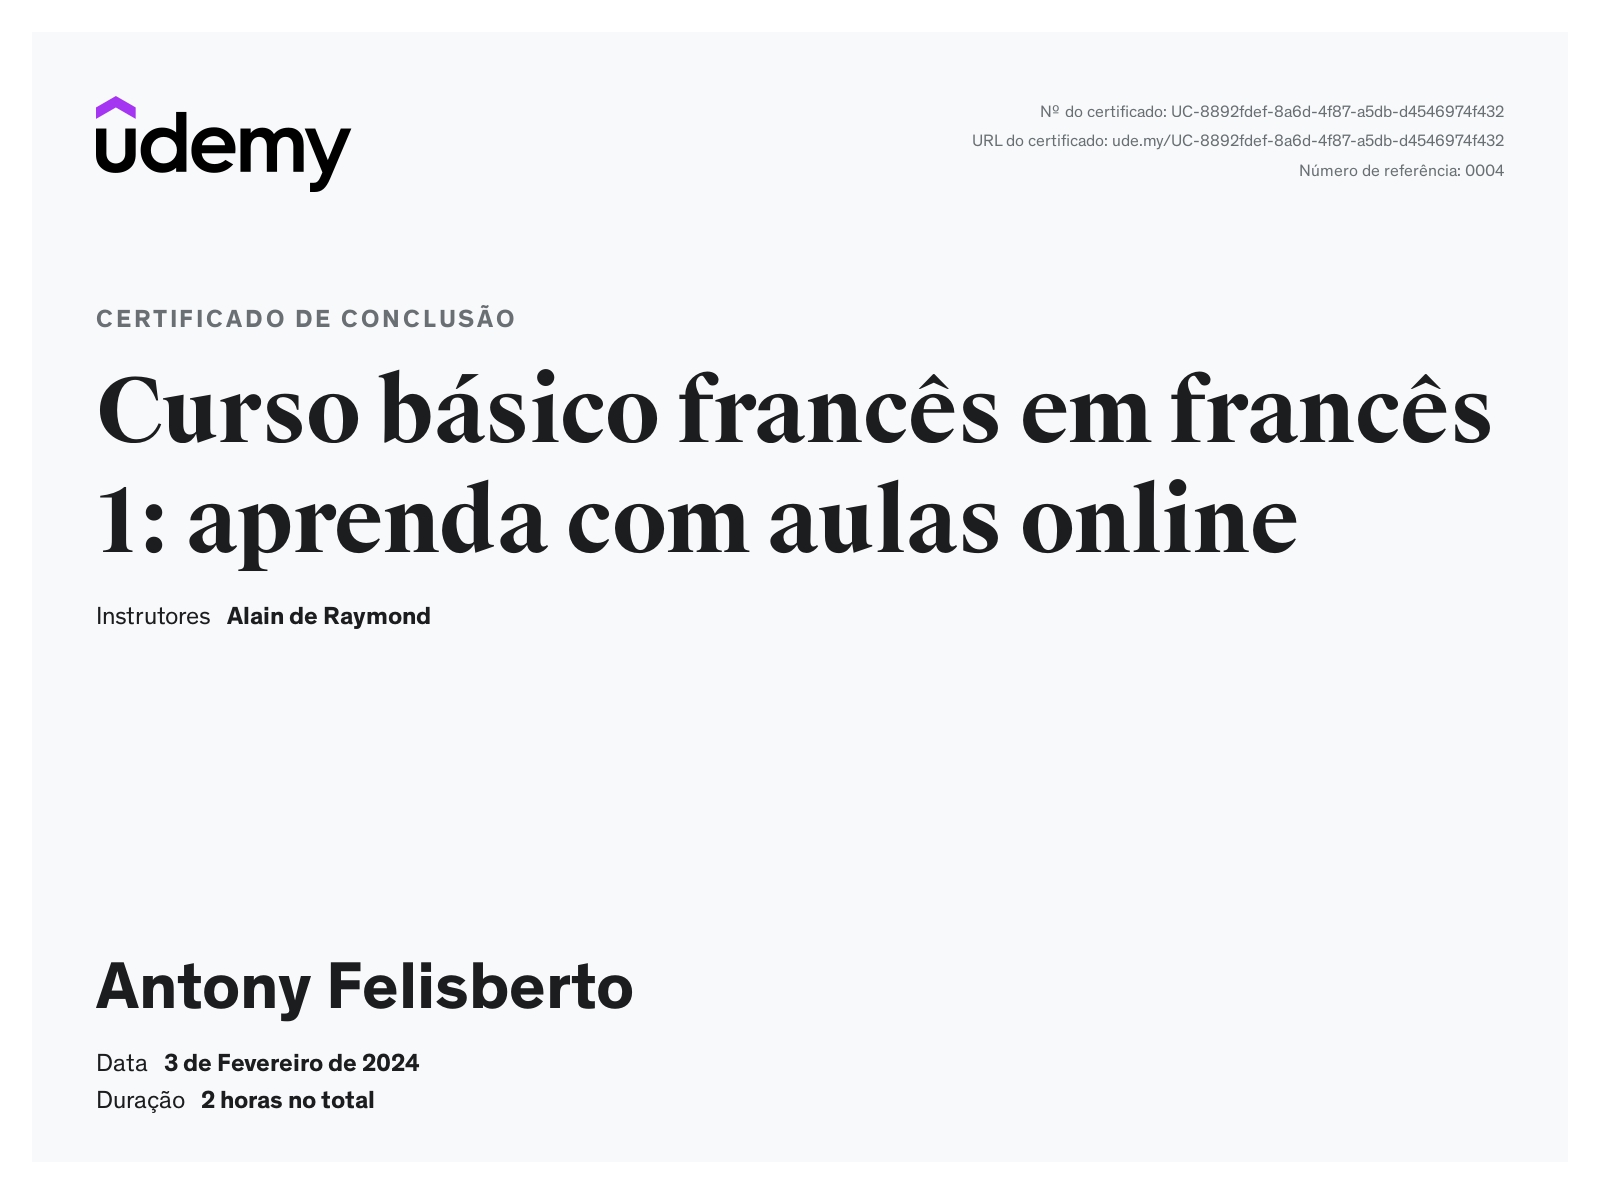 udemy
Nº do certificado: UC-8892fdef-8a6d-4f87-a5db-d4546974f432
URL do certificado: ude.my/UC-8892fdef-8a6d-4f87-a5db-d4546974f432
Número de referência: 0004
CERTIFICADO DE CONCLUSÃO
Curso básico francês em francês
1: aprenda com aulas online
Instrutores Alain de Raymond
Antony Felisberto
Data 3 de Fevereiro de 2024
Duração 2 horas no total